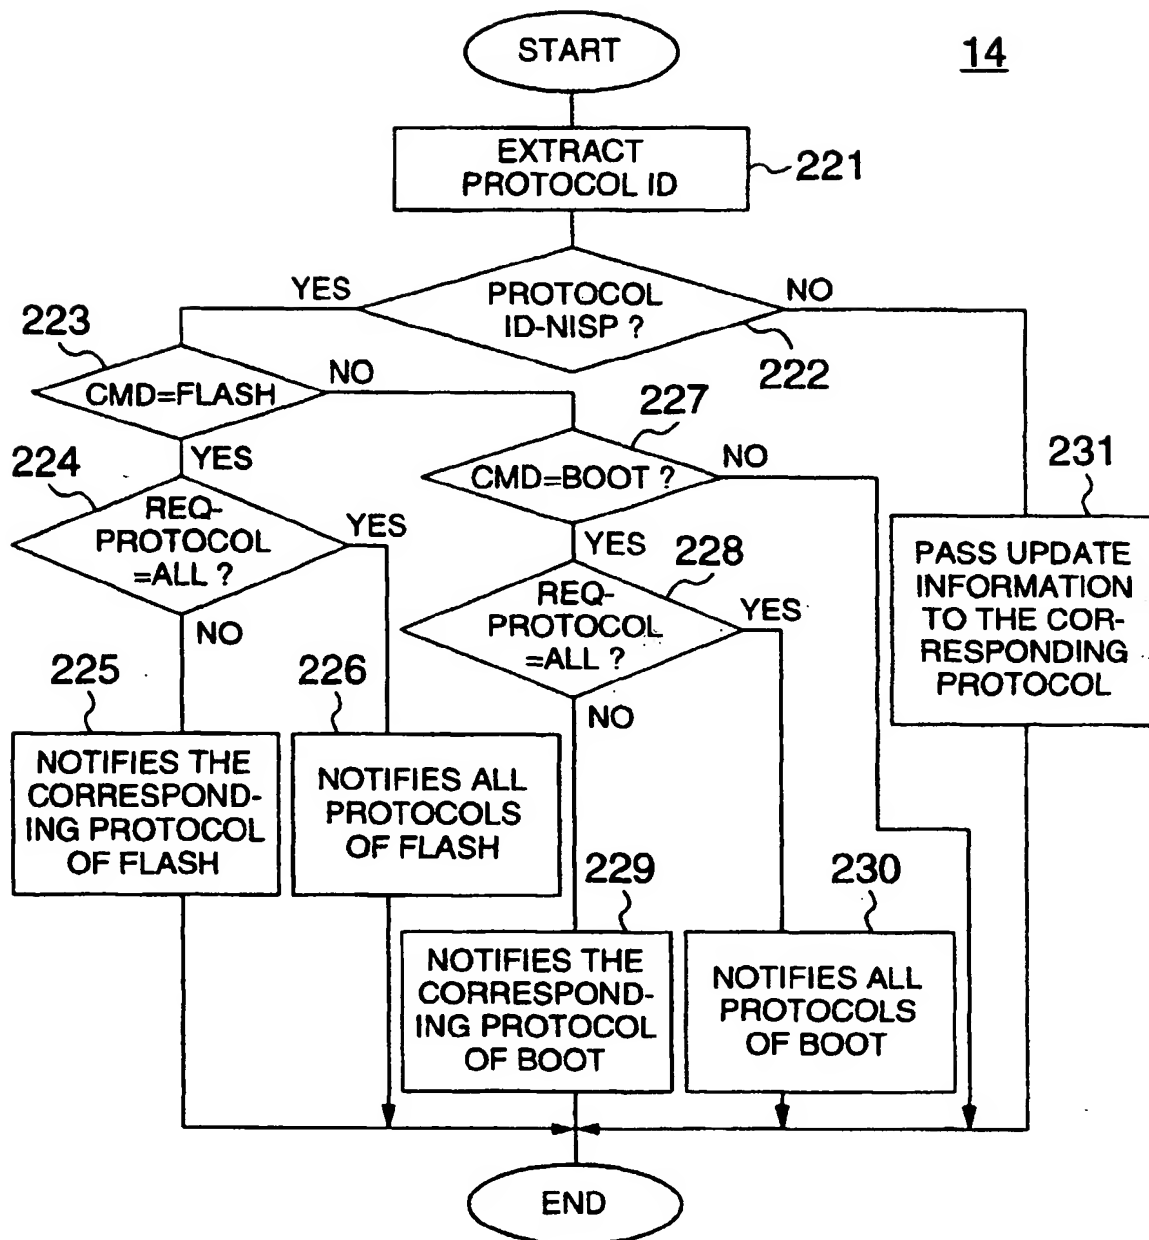 START
14
EXTRACT
PROTOCOL ID
221
PROTOCOL
ID-NISP ?
YES
NO
222
223
CMD=FLASH
NO
YES
227
CMD=BOOT ?
NO
YES
224
REQ-
PROTOCOL
=ALL ?
YES
NO
228
REQ-
PROTOCOL
=ALL ?
YES
NO
231
PASS UPDATE
INFORMATION
TO THE COR-
RESPONDING
PROTOCOL
225
NOTIFIES THE
CORRESPOND-
ING PROTOCOL
OF FLASH
226
NOTIFIES ALL
PROTOCOLS
OF FLASH
229
NOTIFIES THE
CORRESPOND-
ING PROTOCOL
OF BOOT
230
NOTIFIES ALL
PROTOCOLS
OF BOOT
END